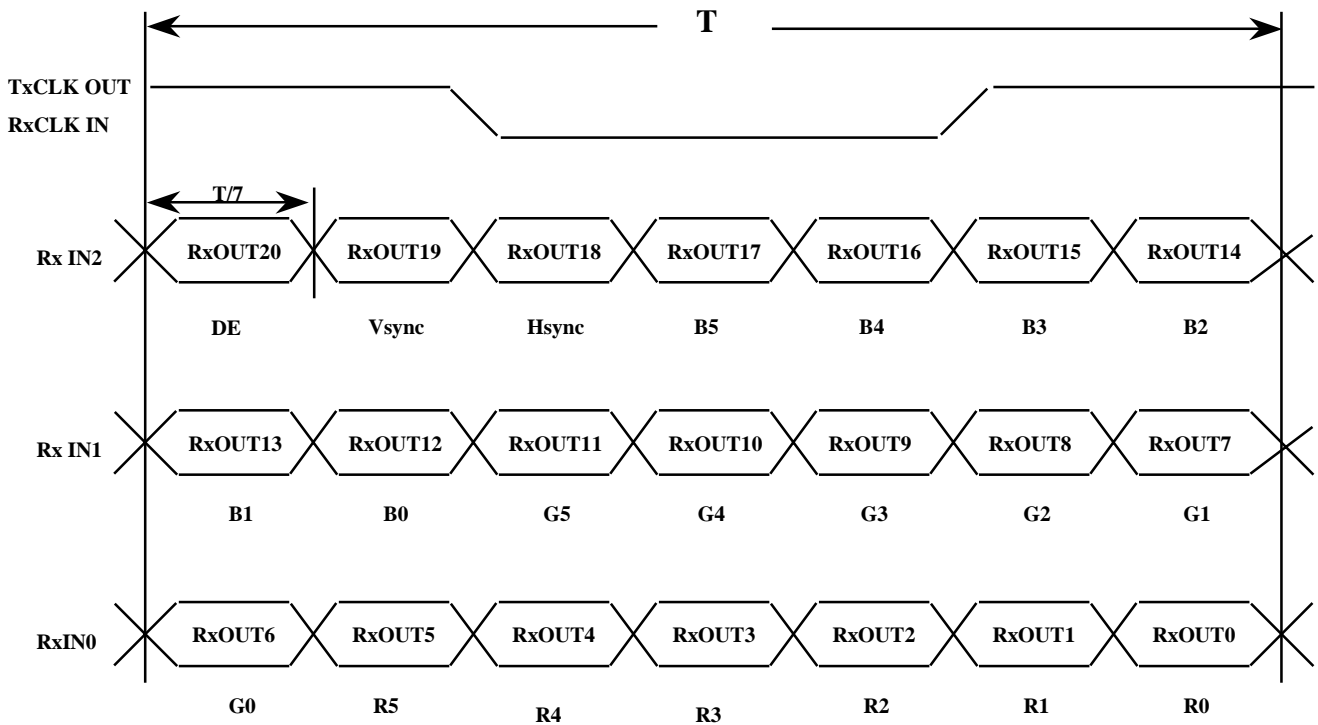 T
TxCLK OUT
RxCLK IN
T/7
Rx IN2 RxOUT20 RxOUT19 RxOUT18 RxOUT17 RxOUT16 RxOUT15 RxOUT14
DE Vsync Hsync B5 B4 B3 B2
Rx IN1 RxOUT13 RxOUT12 RxOUT11 RxOUT10 RxOUT9 RxOUT8 RxOUT7
B1 B0 G5 G4 G3 G2 G1
RxIN0 RxOUT6 RxOUT5 RxOUT4 RxOUT3 RxOUT2 RxOUT1 RxOUT0
G0 R5 R4 R3 R2 R1 R0